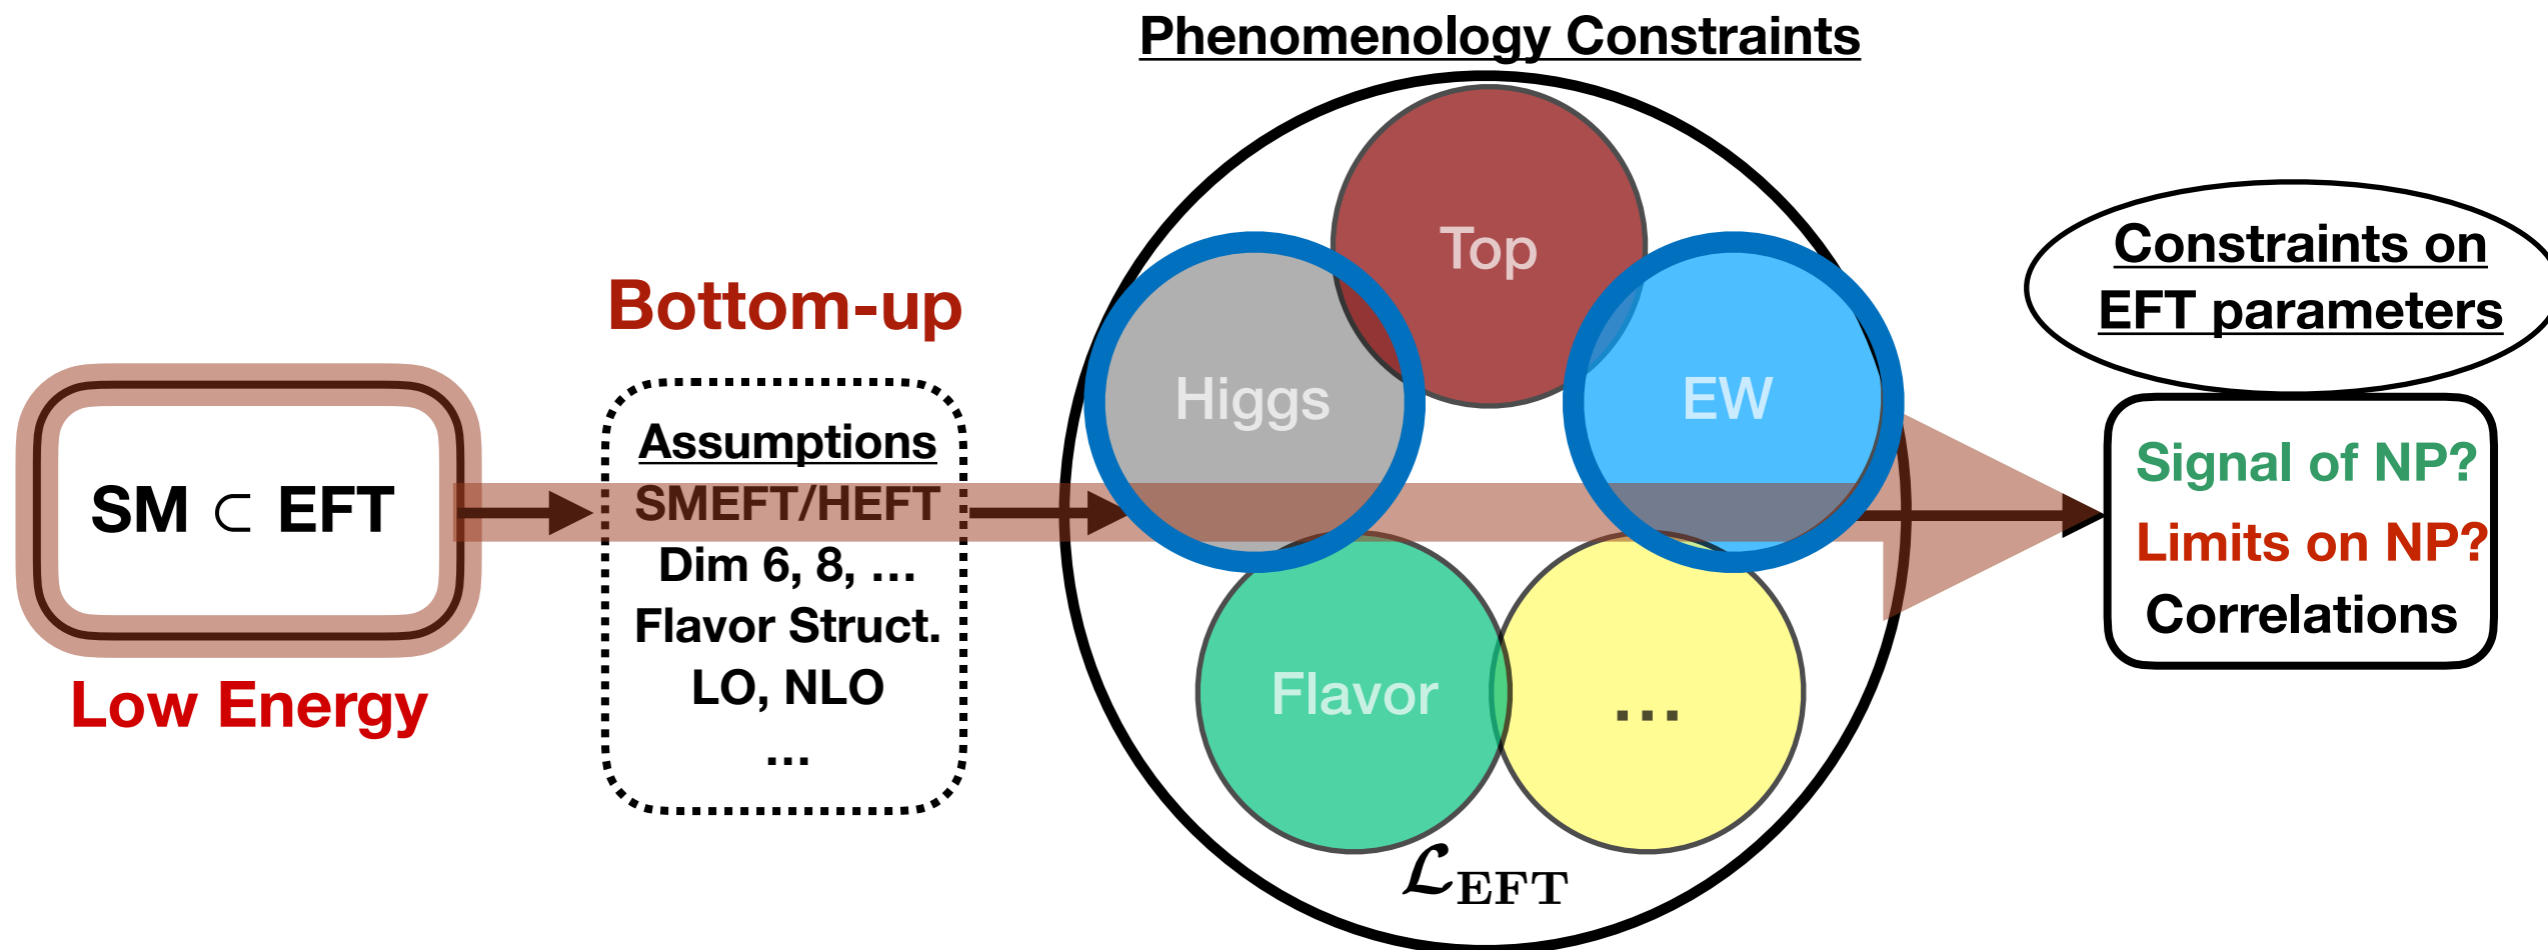 Phenomenology Constraints
SM ⊂ EFT
Low Energy
Bottom-up
Assumptions
SMEFT/HEFT
Dim 6, 8, ...
Flavor Struct.
LO, NLO
...
Top
Higgs
EW
Flavor
...
ℒ_EFT
Constraints on
EFT parameters
Signal of NP?
Limits on NP?
Correlations